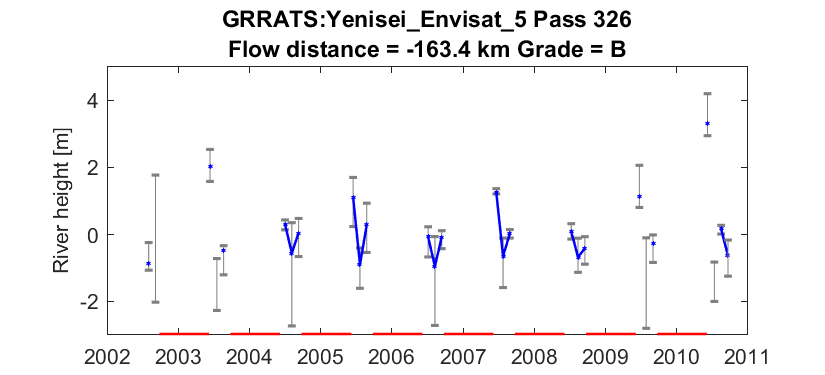 GRRATS:Yenisei_Envisat_5 Pass 326
Flow distance = -163.4 km Grade = B
River height [m]
4
2
0
-2
2002 2003 2004 2005 2006 2007 2008 2009 2010 2011